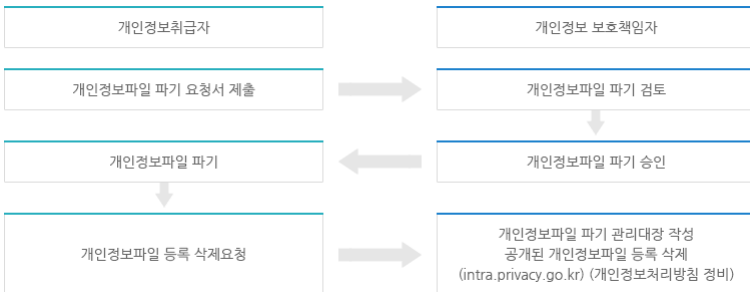 개인정보취급자
개인정보 보호책임자
개인정보파일 파기 요청서 제출
개인정보파일 파기 검토
개인정보파일 파기
개인정보파일 파기 승인
개인정보파일 등록 삭제요청
개인정보파일 파기 관리대장 작성
공개된 개인정보파일 등록 삭제
(intra.privacy.go.kr) (개인정보처리방침 정비)